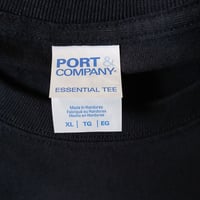 PORT &
COMPANY
ESSENTIAL TEE
Made in Honduras
Fabriqué au Honduras
Hecho en Honduras
XL | TG | EG